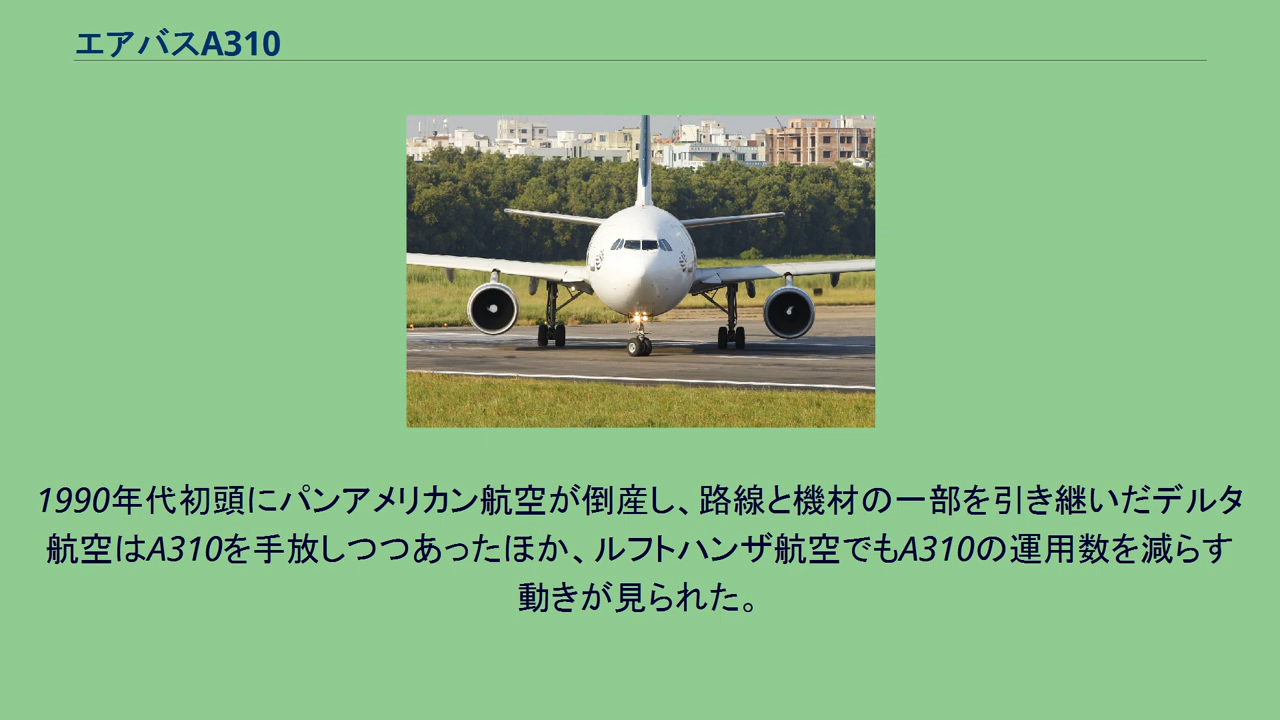 エアバスA310
1990年代初頭にパンアメリカン航空が倒産し、路線と機材の一部を引き継いだデルタ
航空はA310を手放しつつあったほか、ルフトハンザ航空でもA310の運用数を減らす
動きが見られた。